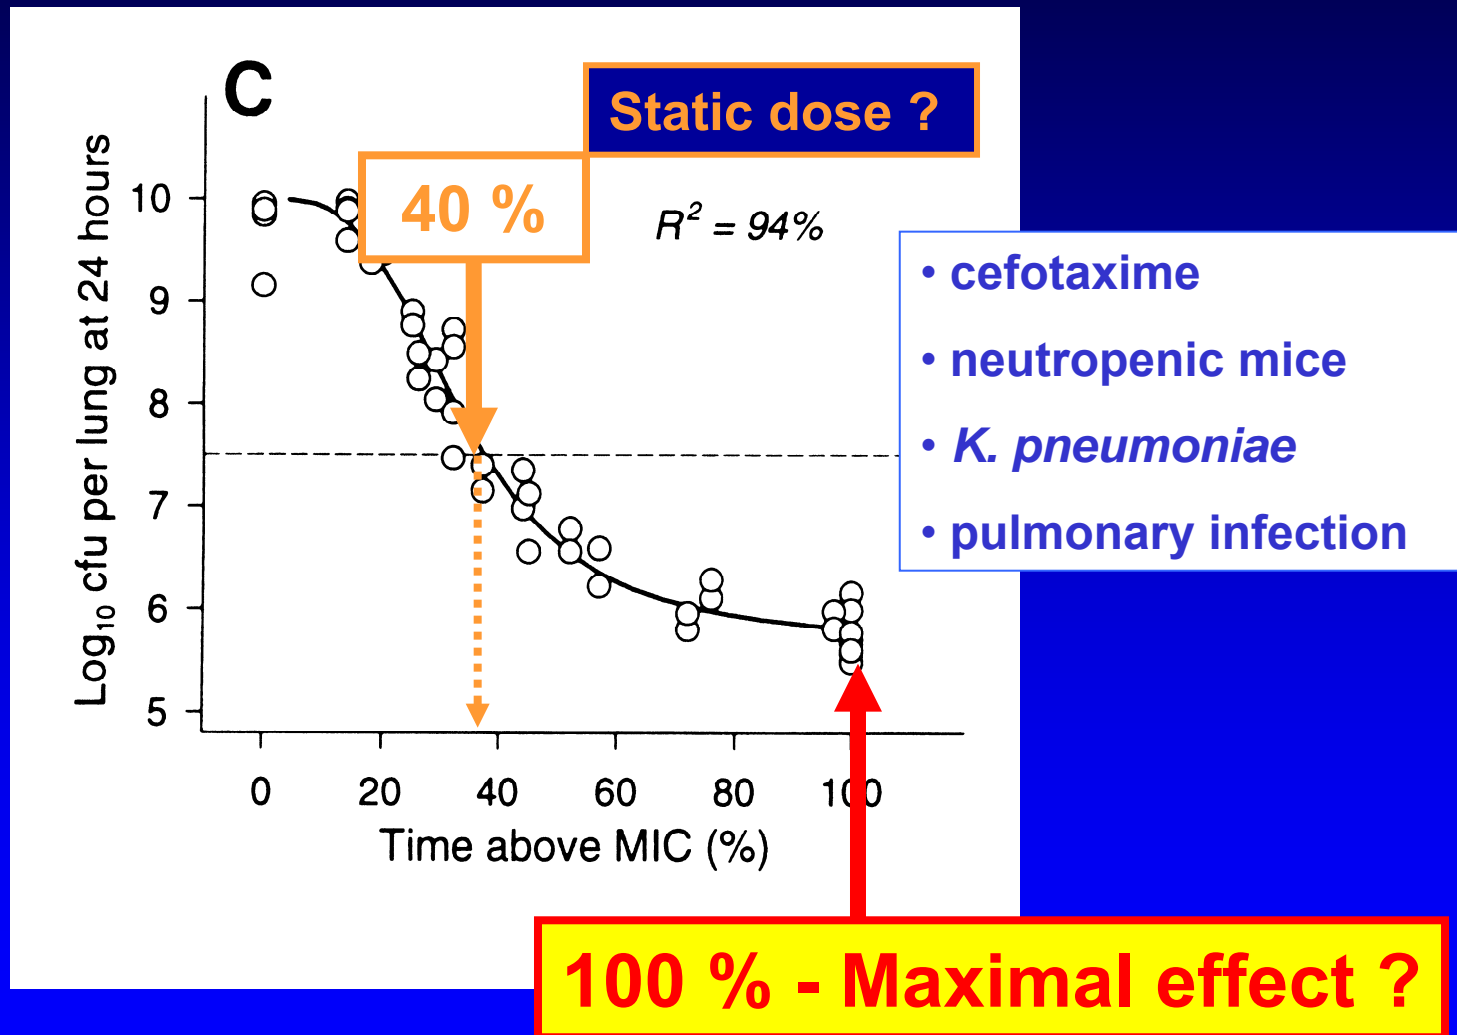 C
Static dose ?
40 %
R² = 94%
Log₁₀ cfu per lung at 24 hours
10
9
8
7
6
5
0 20 40 60 80 100
Time above MIC (%)
• cefotaxime
• neutropenic mice
• K. pneumoniae
• pulmonary infection
100 % - Maximal effect ?